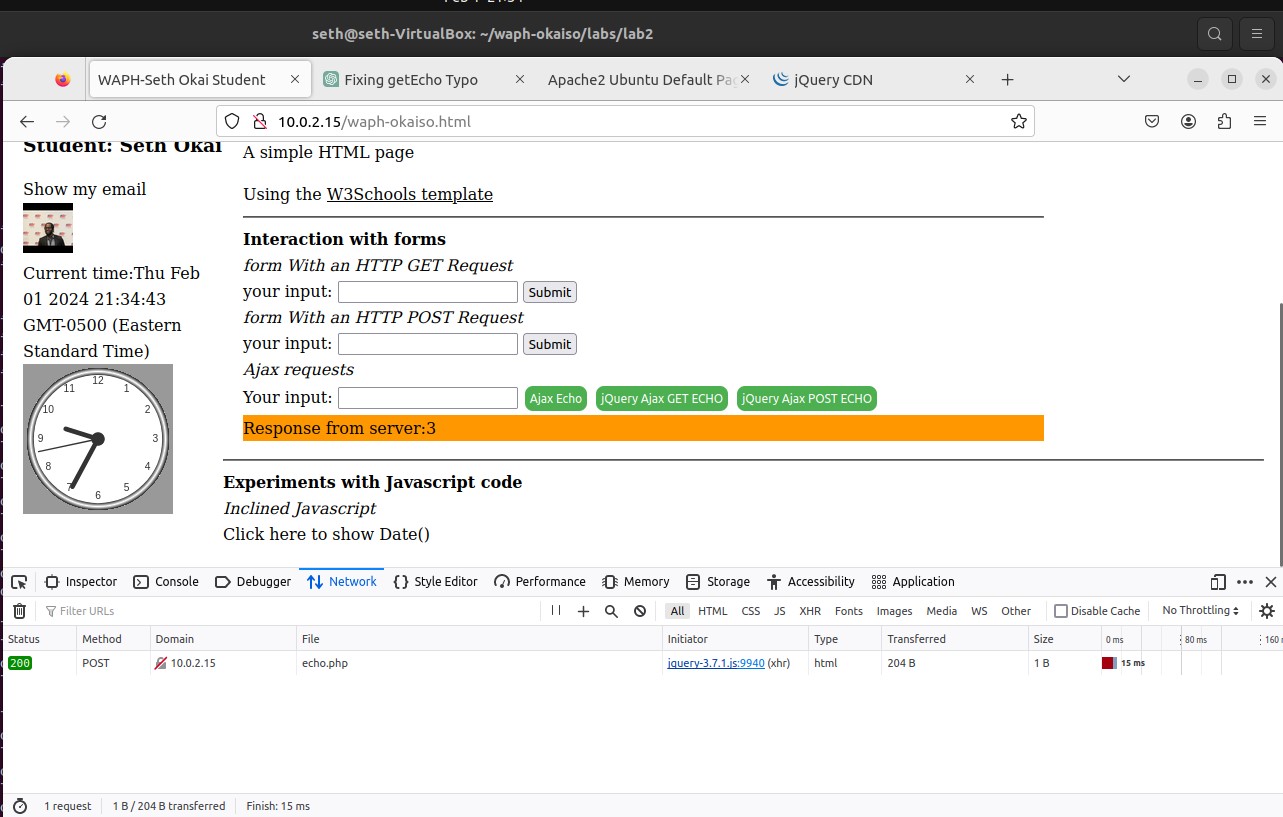 seth@seth-VirtualBox: ~/waph-okaiso/labs/lab2
WAPH-Seth Okai Student
Fixing getEcho Typo
Apache2 Ubuntu Default Pa
jQuery CDN
10.0.2.15/waph-okaiso.html
Student: Seth Okai
Show my email
Current time:Thu Feb
01 2024 21:34:43
GMT-0500 (Eastern
Standard Time)
12
1
2
3
4
5
6
7
8
9
10
11
A simple HTML page
Using the W3Schools template
Interaction with forms
form With an HTTP GET Request
your input: Submit
form With an HTTP POST Request
your input: Submit
Ajax requests
Your input: Ajax Echo jQuery Ajax GET ECHO jQuery Ajax POST ECHO
Response from server:3
Experiments with Javascript code
Inclined Javascript
Click here to show Date()
Inspector Console Debugger Network Style Editor Performance Memory Storage Accessibility Application
Filter URLs All HTML CSS JS XHR Fonts Images Media WS Other Disable Cache No Throttling
Status Method Domain File Initiator Type Transferred Size 0 ms 80 ms 160
200 POST 10.0.2.15 echo.php jquery-3.7.1.js:9940 (xhr) html 204 B 1 B 15 ms
1 request 1 B / 204 B transferred Finish: 15 ms